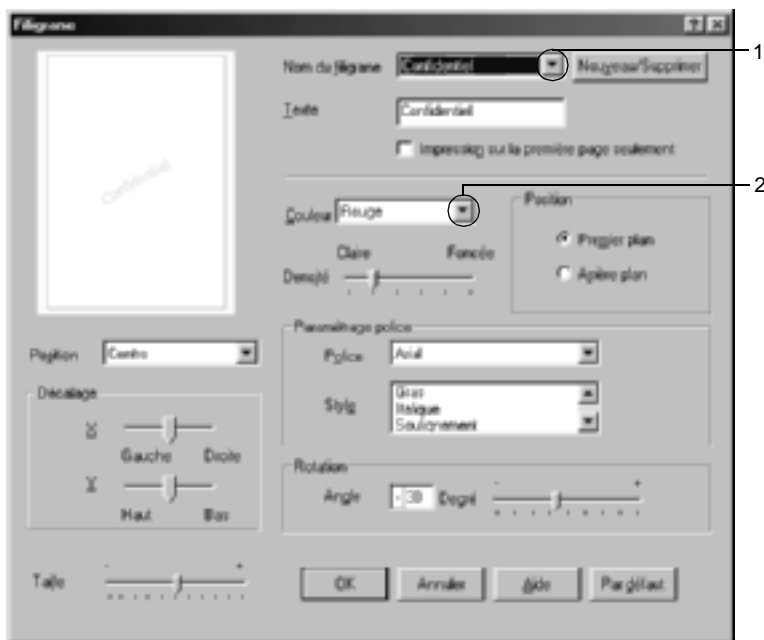 Filigrane
Nom du filigrane Confidentiel Nouveau/Supprimer 1
Texte Confidentiel
Impression sur la première page seulement
Confidentiel
2
Couleur Rouge
Position
Premier plan
Arrière plan
Claire Foncée
Densité
Position Centre
Paramétrage police
Police Arial
Style Gras
Italique
Soulignement
Décalage
X
Gauche Droite
Y
Haut Bas
Rotation
Angle - 30 Degré - +
Taille - +
OK Annuler Aide Par défaut